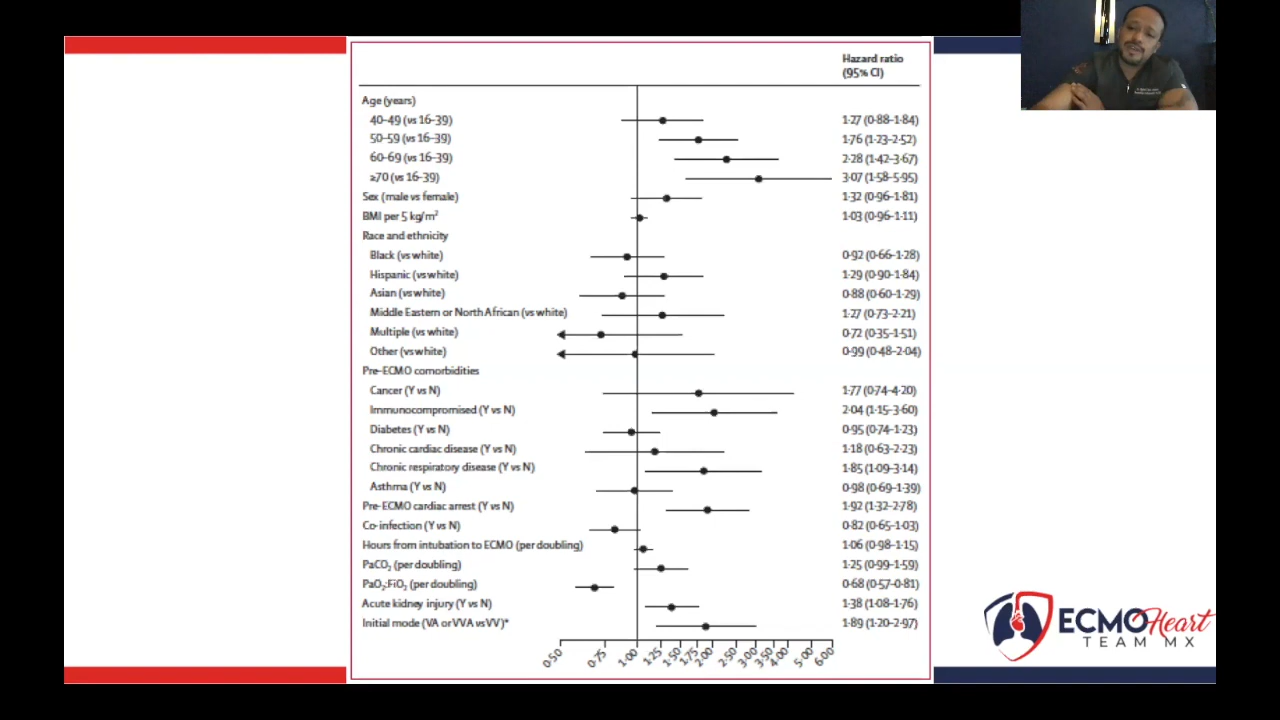 Hazard ratio
(95% CI)
Age (years)
40–49 (vs 16–39) 1·27 (0·88–1·84)
50–59 (vs 16–39) 1·76 (1·23–2·52)
60–69 (vs 16–39) 2·28 (1·42–3·67)
≥70 (vs 16–39) 3·07 (1·58–5·95)
Sex (male vs female) 1·32 (0·96–1·81)
BMI per 5 kg/m² 1·03 (0·96–1·11)
Race and ethnicity
Black (vs white) 0·92 (0·66–1·28)
Hispanic (vs white) 1·29 (0·90–1·84)
Asian (vs white) 0·88 (0·60–1·29)
Middle Eastern or North African (vs white) 1·27 (0·73–2·21)
Multiple (vs white) 0·72 (0·35–1·51)
Other (vs white) 0·99 (0·48–2·04)
Pre-ECMO comorbidities
Cancer (Y vs N) 1·77 (0·74–4·20)
Immunocompromised (Y vs N) 2·04 (1·15–3·60)
Diabetes (Y vs N) 0·95 (0·74–1·23)
Chronic cardiac disease (Y vs N) 1·18 (0·63–2·23)
Chronic respiratory disease (Y vs N) 1·85 (1·09–3·14)
Asthma (Y vs N) 0·98 (0·69–1·39)
Pre-ECMO cardiac arrest (Y vs N) 1·92 (1·32–2·78)
Co-infection (Y vs N) 0·82 (0·65–1·03)
Hours from intubation to ECMO (per doubling) 1·06 (0·98–1·15)
PaCO₂ (per doubling) 1·25 (0·99–1·59)
PaO₂:FiO₂ (per doubling) 0·68 (0·57–0·81)
Acute kidney injury (Y vs N) 1·38 (1·08–1·76)
Initial mode (VA or VVA vs VV)* 1·89 (1·20–2·97)
0·50 0·75 1·00 1·25 1·50 1·75 2·00 2·50 3·00 3·50 4·00 5·00 6·00
ECMO Heart
TEAM MX